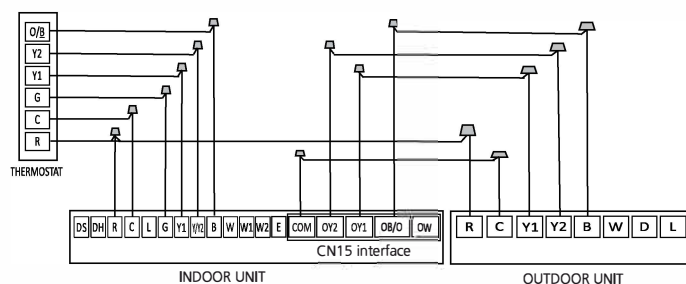 O/B
Y2
Y1
G
C
R
THERMOSTAT
DS DH R C L G Y1 Y/Y2 B W W1 W2 E COM OY2 OY1 OB/O OW
CN15 interface
INDOOR UNIT
R C Y1 Y2 B W D L
OUTDOOR UNIT